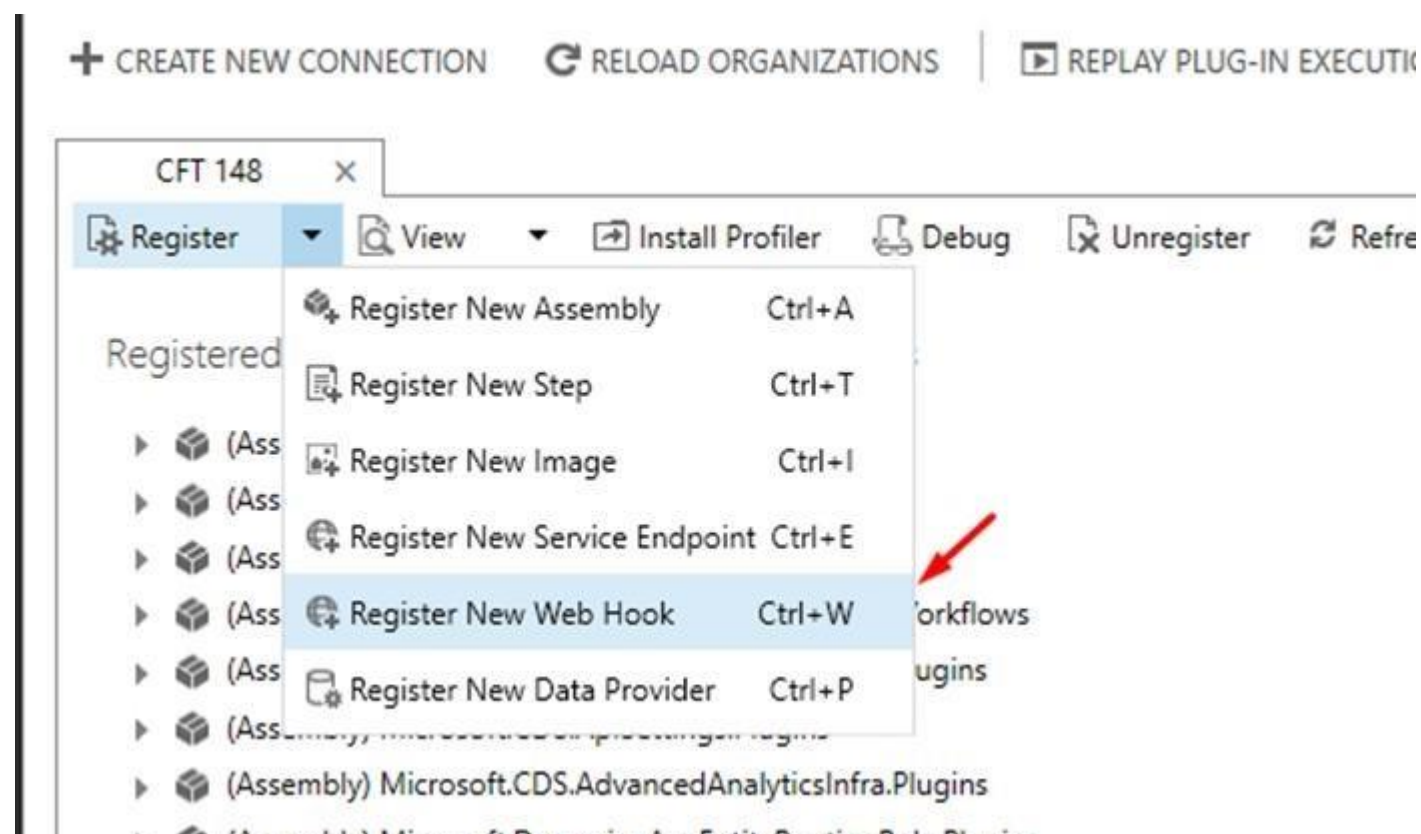 CREATE NEW CONNECTION RELOAD ORGANIZATIONS REPLAY PLUG-IN
CFT 148
Register View Install Profiler Debug Unregister
Register New Assembly Ctrl+A
Registered
Register New Step Ctrl+T
(Ass
Register New Image Ctrl+I
(Ass
Register New Service Endpoint Ctrl+E
(Ass
Register New Web Hook Ctrl+W
(Ass orkflows
(Ass ugins
Register New Data Provider Ctrl+P
(Ass
(Assembly) Microsoft.CDS.AdvancedAnalyticsInfra.Plugins